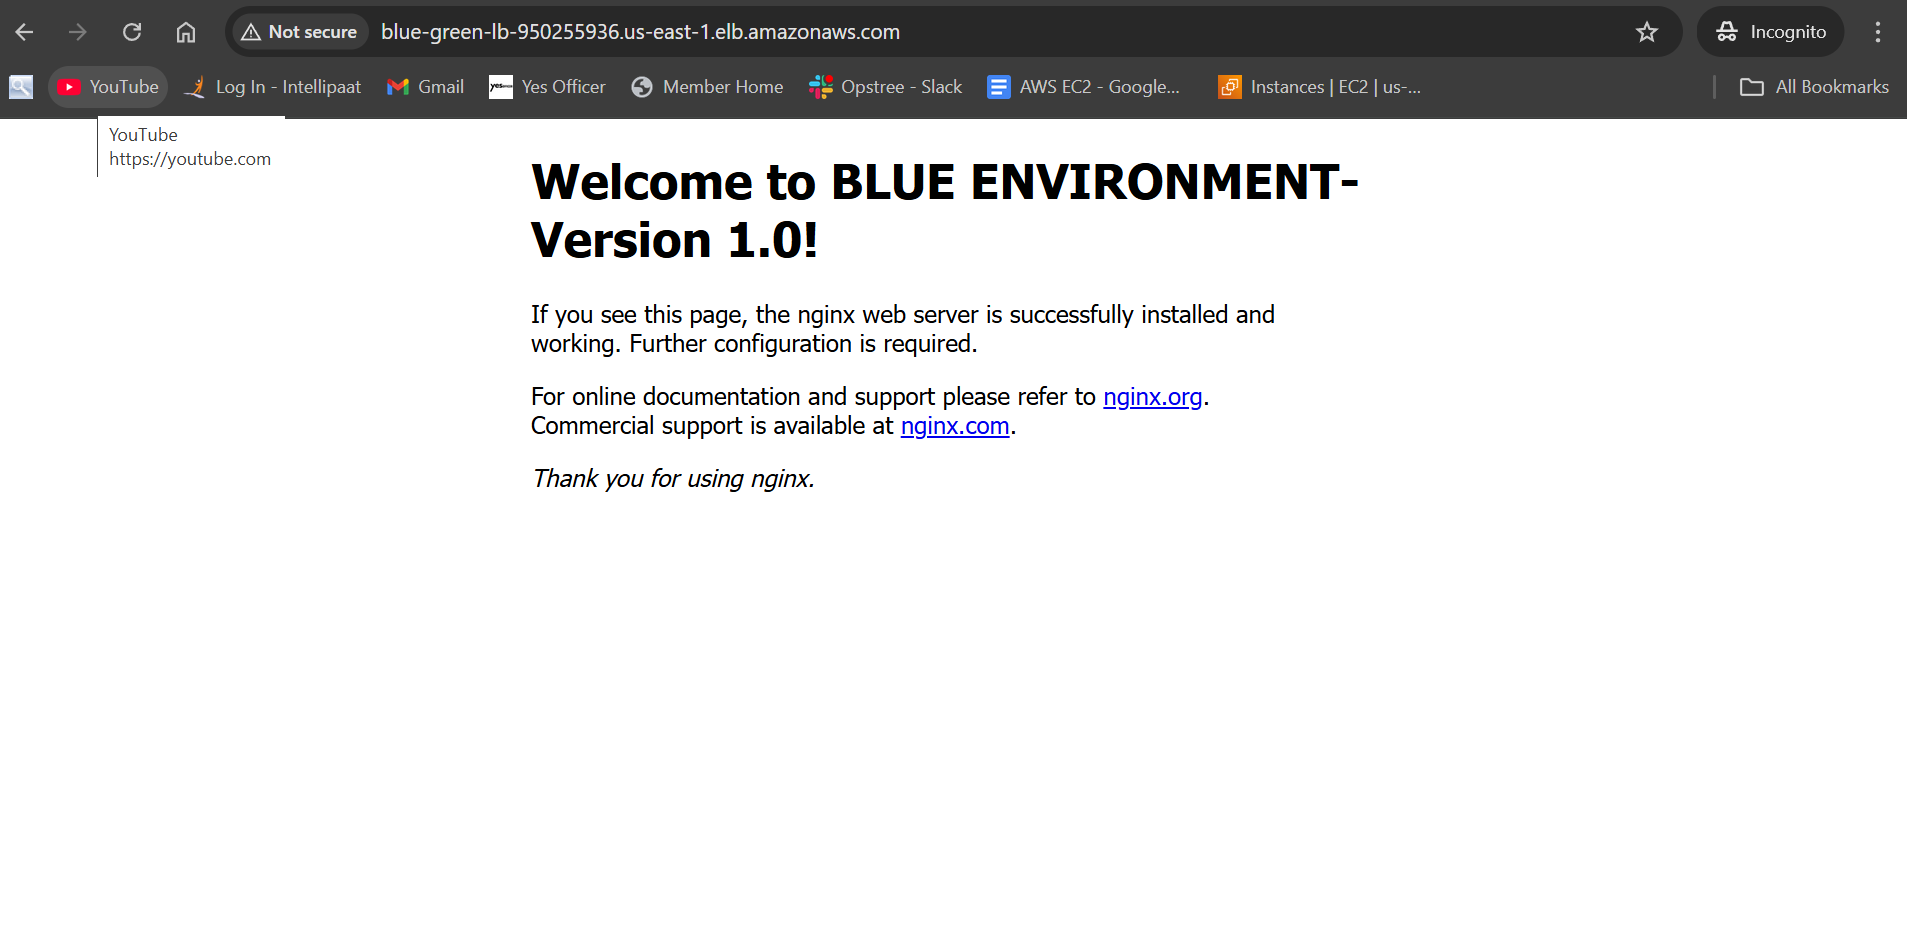 Not secure
blue-green-lb-950255936.us-east-1.elb.amazonaws.com
Incognito
YouTube
Log In - Intellipaat
Gmail
yes
Yes Officer
Member Home
Opstree - Slack
AWS EC2 - Google...
Instances | EC2 | us-...
All Bookmarks
YouTube
https://youtube.com
Welcome to BLUE ENVIRONMENT-
Version 1.0!
If you see this page, the nginx web server is successfully installed and
working. Further configuration is required.
For online documentation and support please refer to nginx.org.
Commercial support is available at nginx.com.
Thank you for using nginx.